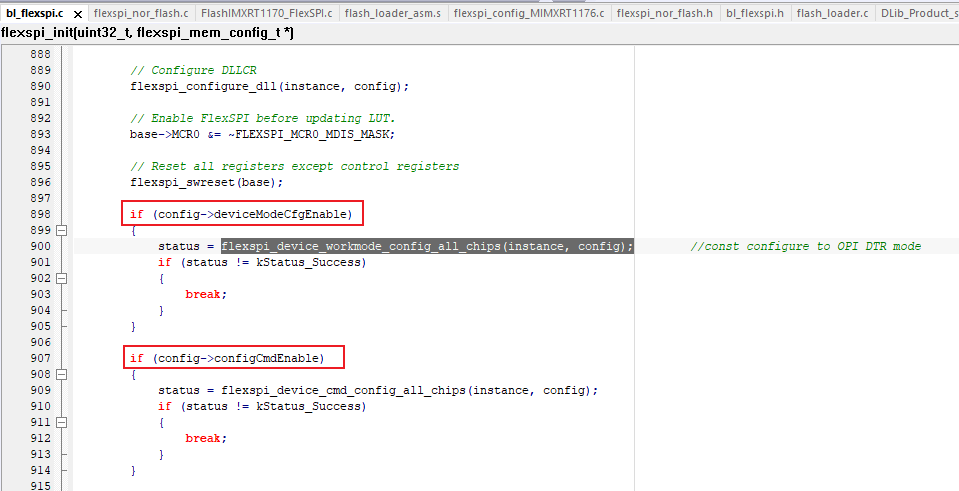 bl_flexspi.c x flexspi_nor_flash.c FlashIMXRT1170_FlexSPI.c flash_loader_asm.s flexspi_config_MIMXRT1176.c flexspi_nor_flash.h bl_flexspi.h flash_loader.c DLib_Product_s
flexspi_init(uint32_t, flexspi_mem_config_t *)
888
889 // Configure DLLCR
890 flexspi_configure_dll(instance, config);
891
892 // Enable FlexSPI before updating LUT.
893 base->MCR0 &= ~FLEXSPI_MCR0_MDIS_MASK;
894
895 // Reset all registers except control registers
896 flexspi_swreset(base);
897
898 if (config->deviceModeCfgEnable)
899 {
900 status = flexspi_device_workmode_config_all_chips(instance, config); //const configure to OPI DTR mode
901 if (status != kStatus_Success)
902 {
903 break;
904 }
905 }
906
907 if (config->configCmdEnable)
908 {
909 status = flexspi_device_cmd_config_all_chips(instance, config);
910 if (status != kStatus_Success)
911 {
912 break;
913 }
914 }
915